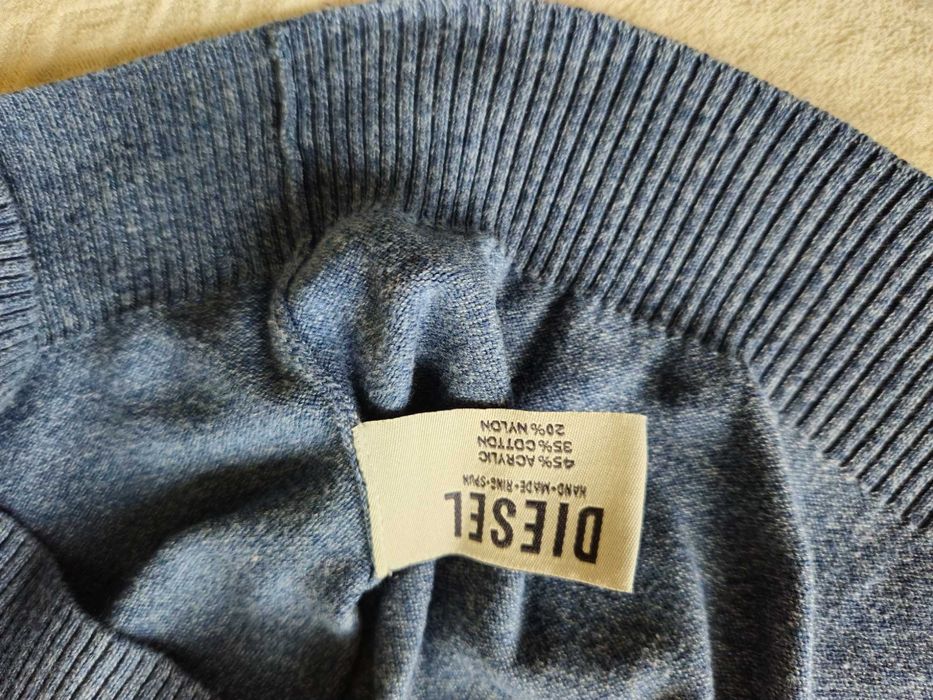 DIESEL
HAND•MADE•RING•SPUN
45% ACRYLIC
35% COTTON
20% NYLON